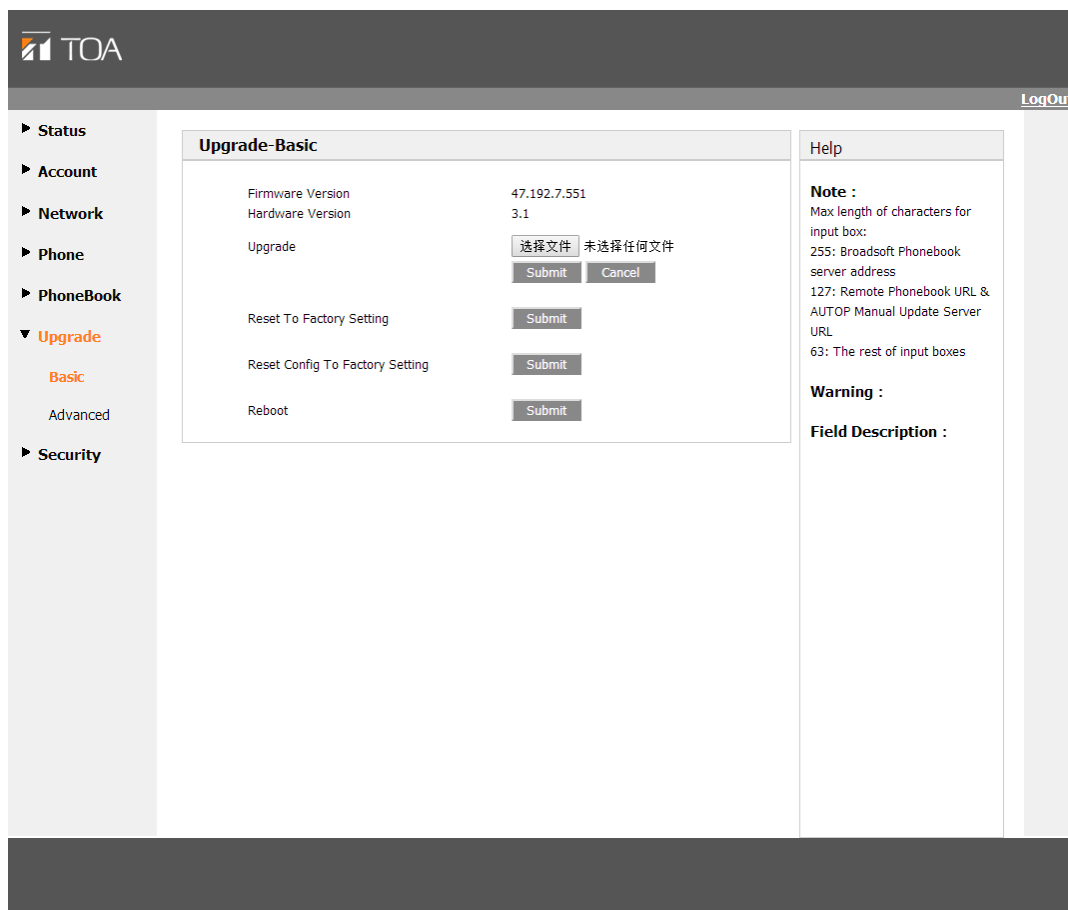 TOA
LogOu
Status
Account
Network
Phone
PhoneBook
Upgrade
Basic
Advanced
Security
Upgrade-Basic
Firmware Version 47.192.7.551
Hardware Version 3.1
Upgrade 选择文件 未选择任何文件
Submit Cancel
Reset To Factory Setting Submit
Reset Config To Factory Setting Submit
Reboot Submit
Help
Note :
Max length of characters for
input box:
255: Broadsoft Phonebook
server address
127: Remote Phonebook URL &
AUTOP Manual Update Server
URL
63: The rest of input boxes
Warning :
Field Description :